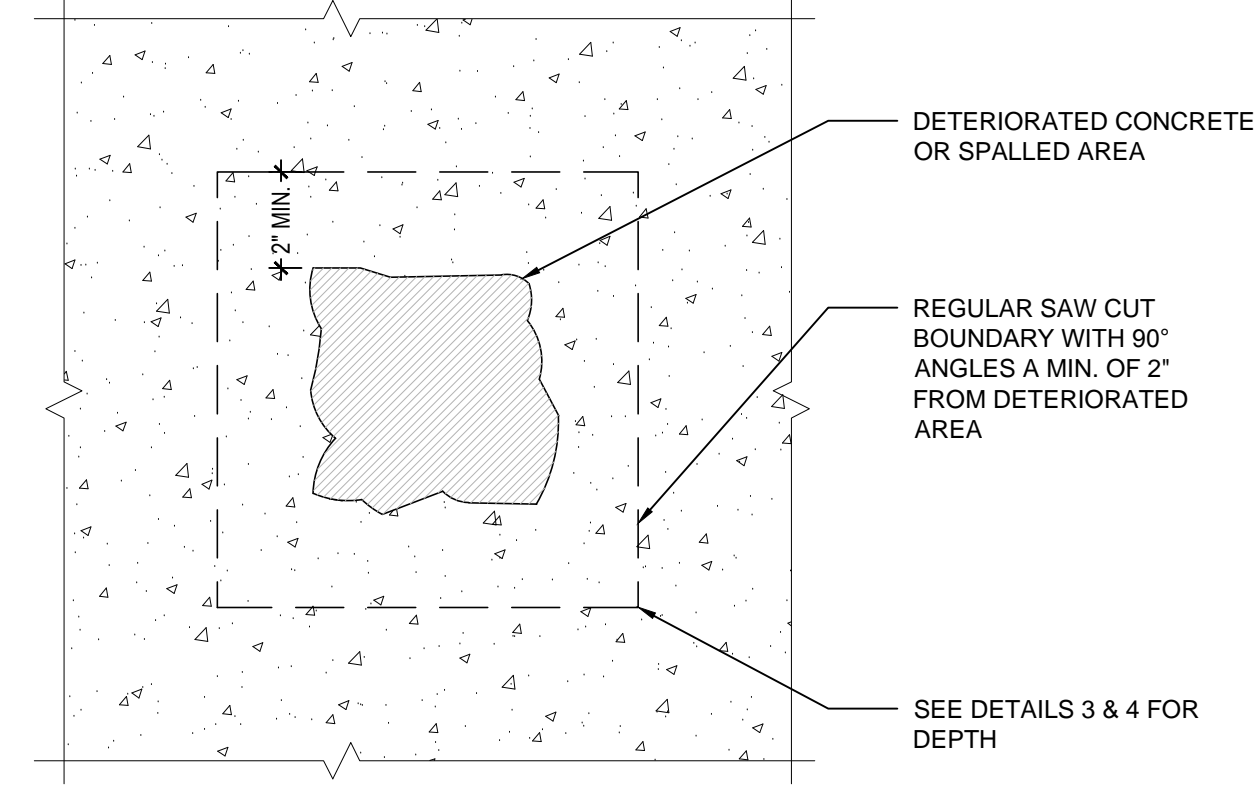 DETERIORATED CONCRETE
OR SPALLED AREA
2" MIN.
REGULAR SAW CUT
BOUNDARY WITH 90°
ANGLES A MIN. OF 2"
FROM DETERIORATED
AREA
SEE DETAILS 3 & 4 FOR
DEPTH